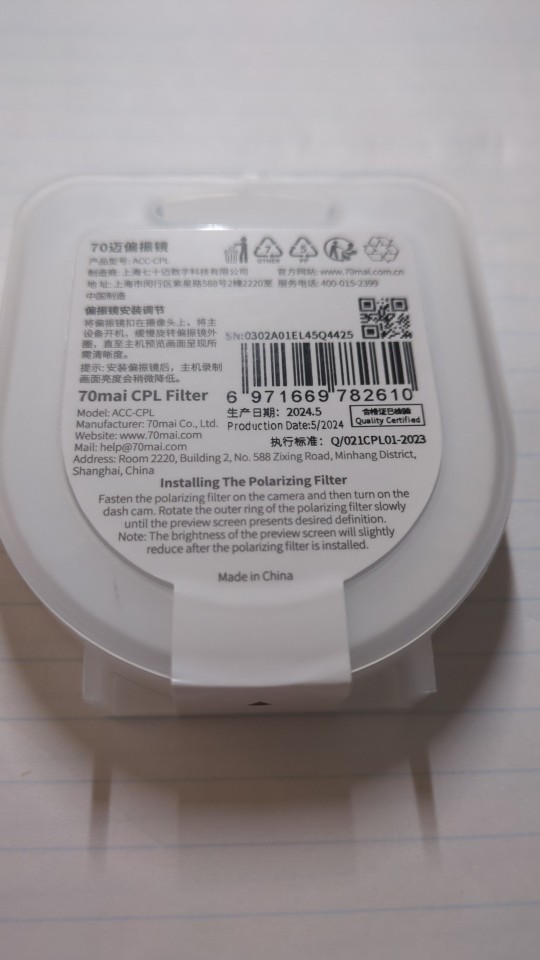 70迈偏振镜
产品型号: ACC-CPL
7
OTHER
5
PP
制造商: 上海七十迈数字科技有限公司 官方网站: www.70mai.com.cn
地 址: 上海市闵行区紫星路588号2幢2220室 服务电话: 400-015-2399
中国制造
偏振镜安装调节
将偏振镜扣在摄像头上，将主
设备开机，缓慢旋转偏振镜外
圈，直至主机预览画面呈现所
需清晰度。
提示: 安装偏振镜后，主机录制
画面亮度会稍微降低。
SN:0302A01EL45Q4425
6 971669 782610
70mai CPL Filter
生产日期: 2024.5
合格证已检验
Quality Certified
Model: ACC-CPL
Manufacturer: 70mai Co., Ltd.
Production Date:5/2024
Website: www.70mai.com
执行标准: Q/021CPL01-2023
Mail: help@70mai.com
Address: Room 2220, Building 2, No. 588 Zixing Road, Minhang District,
Shanghai, China
Installing The Polarizing Filter
Fasten the polarizing filter on the camera and then turn on the
dash cam. Rotate the outer ring of the polarizing filter slowly
until the preview screen presents desired definition.
Note: The brightness of the preview screen will slightly
reduce after the polarizing filter is installed.
Made in China